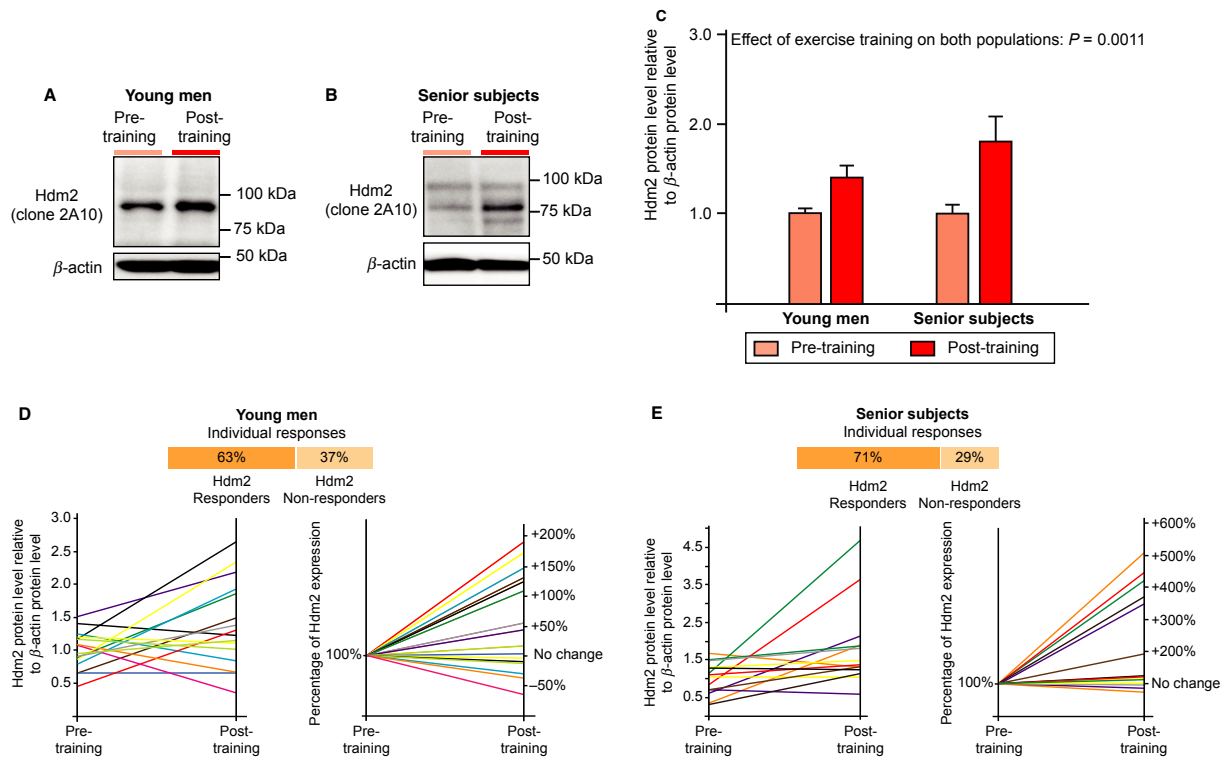 A
Young men
Pre-
training
Post-
training
Hdm2
(clone 2A10)
100 kDa
75 kDa
50 kDa
β-actin
B
Senior subjects
Pre-
training
Post-
training
Hdm2
(clone 2A10)
100 kDa
75 kDa
50 kDa
β-actin
C
Effect of exercise training on both populations: P = 0.0011
Hdm2 protein level relative
to β-actin protein level
3.0
2.0
1.0
Young men
Senior subjects
Pre-training
Post-training
D
Young men
Individual responses
63%
37%
Hdm2
Responders
Hdm2
Non-responders
Hdm2 protein level relative
to β-actin protein level
3.0
2.5
2.0
1.5
1.0
0.5
Pre-
training
Post-
training
Percentage of Hdm2 expression
100%
+200%
+150%
+100%
+50%
No change
–50%
Pre-
training
Post-
training
E
Senior subjects
Individual responses
71%
29%
Hdm2
Responders
Hdm2
Non-responders
Hdm2 protein level relative
to β-actin protein level
4.5
3.5
2.5
1.5
0.5
Pre-
training
Post-
training
Percentage of Hdm2 expression
100%
+600%
+500%
+400%
+300%
+200%
No change
Pre-
training
Post-
training